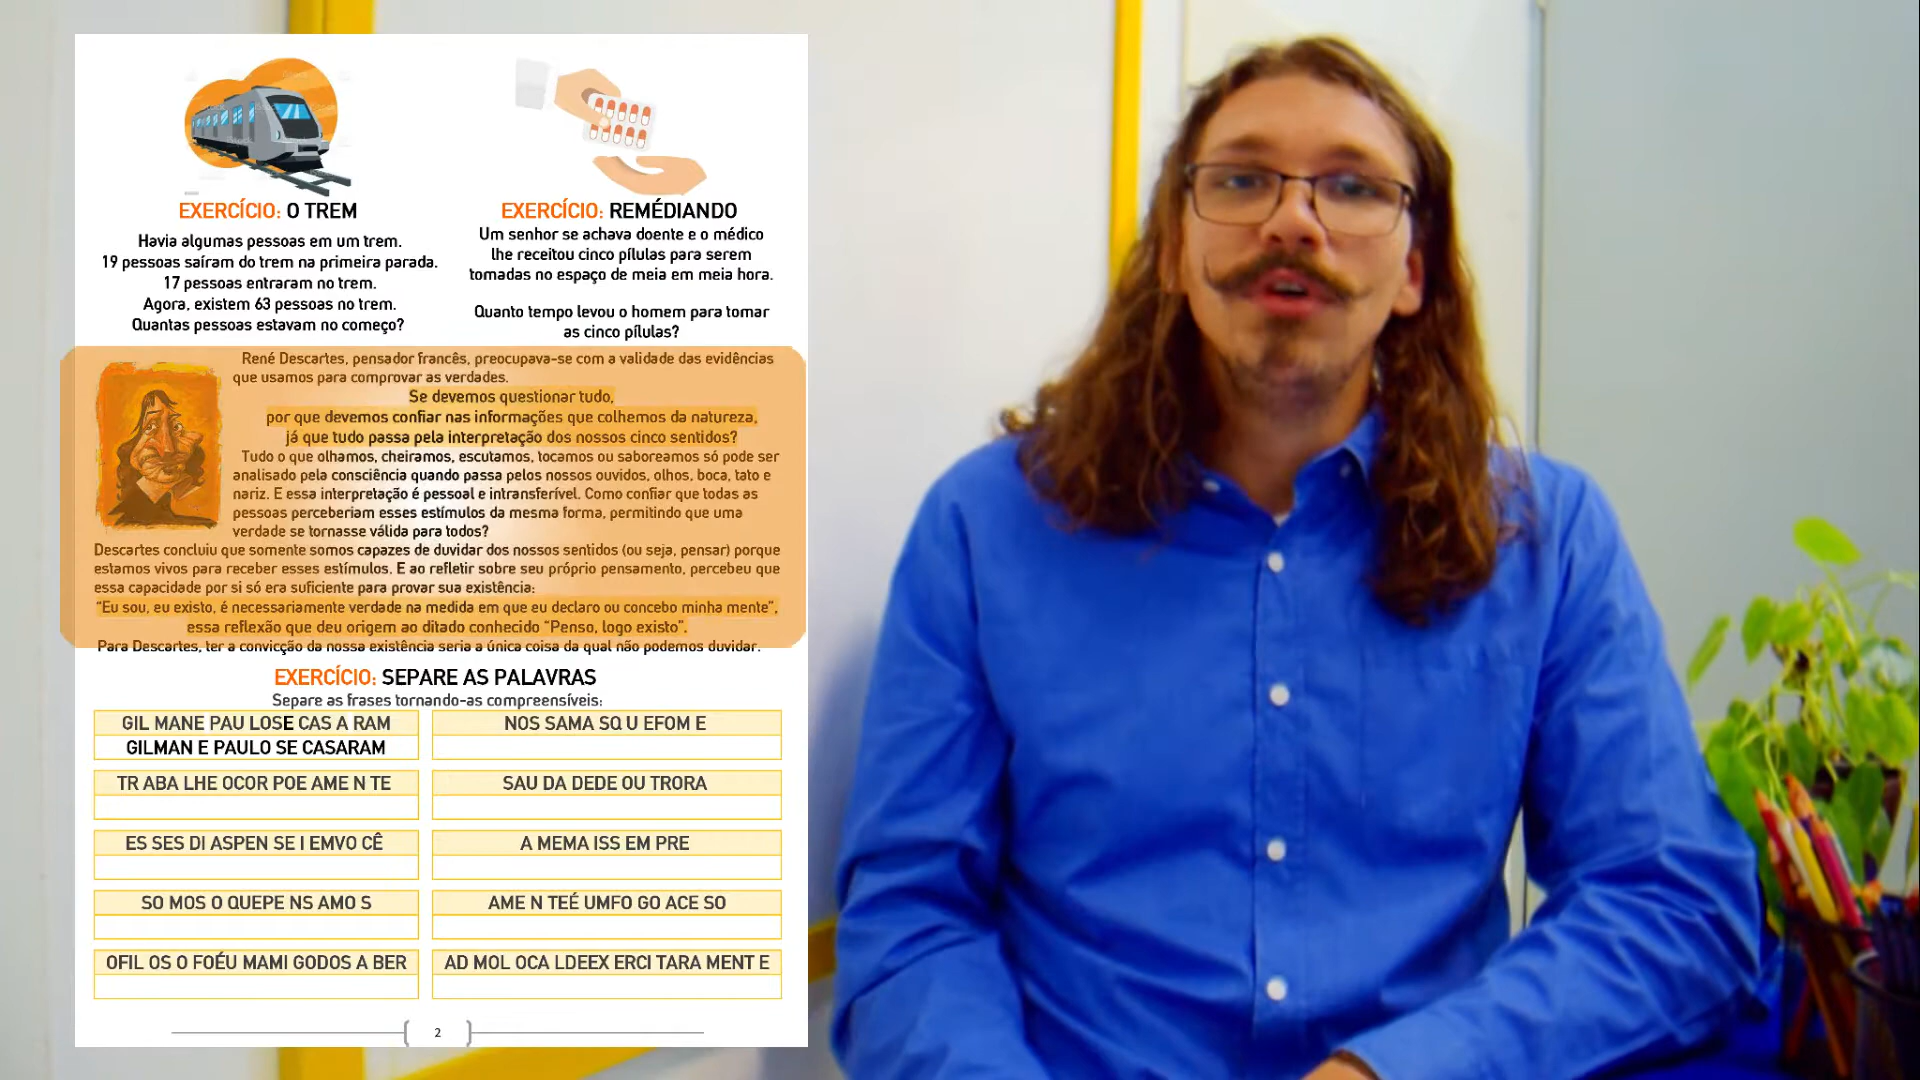 EXERCÍCIO: O TREM
Havia algumas pessoas em um trem.
19 pessoas saíram do trem na primeira parada.
17 pessoas entraram no trem.
Agora, existem 63 pessoas no trem.
Quantas pessoas estavam no começo?
EXERCÍCIO: REMÉDIANDO
Um senhor se achava doente e o médico
lhe receitou cinco pílulas para serem
tomadas no espaço de meia em meia hora.
Quanto tempo levou o homem para tomar
as cinco pílulas?
René Descartes, pensador francês, preocupava-se com a validade das evidências
que usamos para comprovar as verdades.
Se devemos questionar tudo,
por que devemos confiar nas informações que colhemos da natureza,
já que tudo passa pela interpretação dos nossos cinco sentidos?
Tudo o que olhamos, cheiramos, escutamos, tocamos ou saboreamos só pode ser
analisado pela consciência quando passa pelos nossos ouvidos, olhos, boca, tato e
nariz. E essa interpretação é pessoal e intransferível. Como confiar que todas as
pessoas perceberiam esses estímulos da mesma forma, permitindo que uma
verdade se tornasse válida para todos?
Descartes concluiu que somente somos capazes de duvidar dos nossos sentidos (ou seja, pensar) porque
estamos vivos para receber esses estímulos. E ao refletir sobre seu próprio pensamento, percebeu que
essa capacidade por si só era suficiente para provar sua existência:
“Eu sou, eu existo, é necessariamente verdade na medida em que eu declaro ou concebo minha mente”,
essa reflexão que deu origem ao ditado conhecido “Penso, logo existo”.
Para Descartes, ter a convicção da nossa existência seria a única coisa da qual não podemos duvidar.
EXERCÍCIO: SEPARE AS PALAVRAS
Separe as frases tornando-as compreensíveis:
GIL MANE PAU LOSE CAS A RAM
GILMAN E PAULO SE CASARAM
NOS SAMA SQ U EFOM E
TR ABA LHE OCOR POE AME N TE
SAU DA DEDE OU TRORA
ES SES DI ASPEN SE I EMVO CÊ
A MEMA ISS EM PRE
SO MOS O QUEPE NS AMO S
AME N TEÉ UMFO GO ACE SO
OFIL OS O FOÉU MAMI GODOS A BER
AD MOL OCA LDEEX ERCI TARA MENT E
2